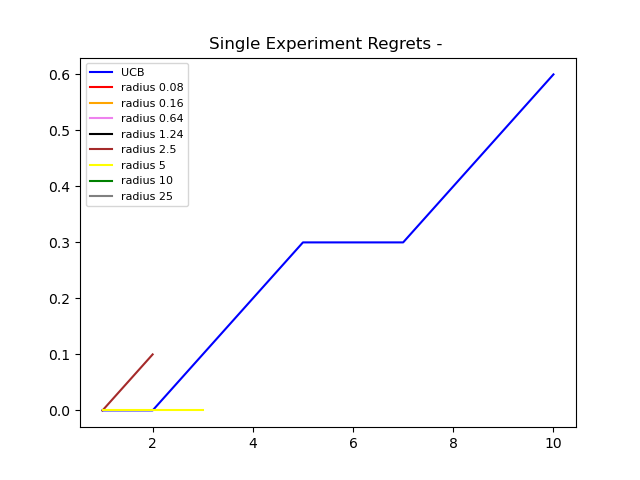 Single Experiment Regrets -
UCB
radius 0.08
radius 0.16
radius 0.64
radius 1.24
radius 2.5
radius 5
radius 10
radius 25
0.6
0.5
0.4
0.3
0.2
0.1
0.0
2 4 6 8 10